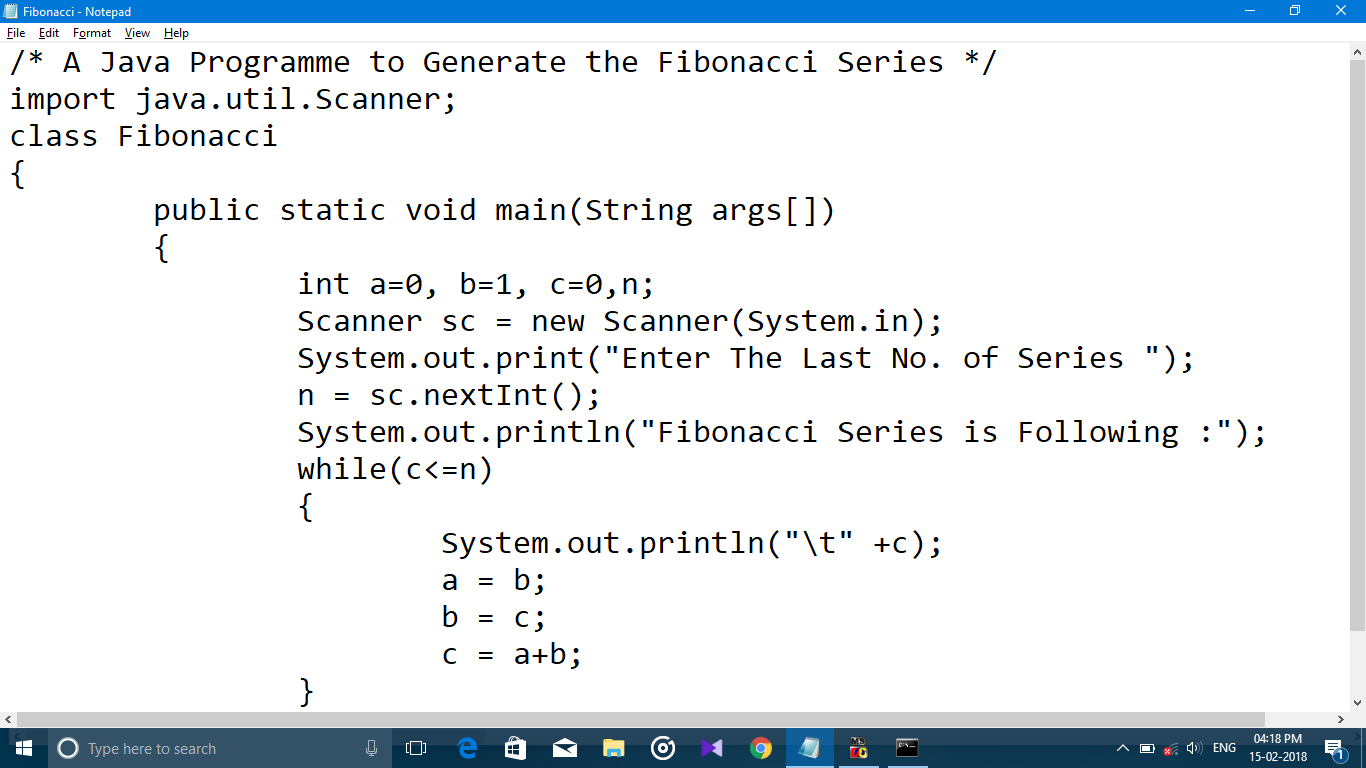 Fibonacci - Notepad
File Edit Format View Help
/* A Java Programme to Generate the Fibonacci Series */
import java.util.Scanner;
class Fibonacci
{
        public static void main(String args[])
        {
                int a=0, b=1, c=0,n;
                Scanner sc = new Scanner(System.in);
                System.out.print("Enter The Last No. of Series ");
                n = sc.nextInt();
                System.out.println("Fibonacci Series is Following :");
                while(c<=n)
                {
                        System.out.println("\t" +c);
                        a = b;
                        b = c;
                        c = a+b;
                }
Type here to search
ENG
04:18 PM
15-02-2018
1